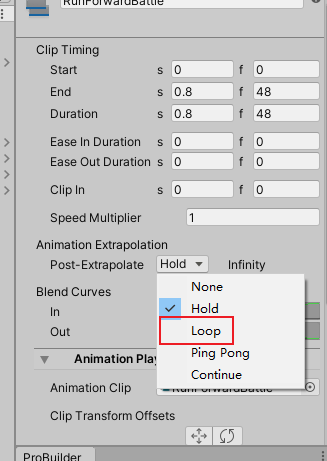 RunForwardBattle
Clip Timing
Start s 0 f 0
End s 0.8 f 48
Duration s 0.8 f 48
Ease In Duration s 0 f 0
Ease Out Duration s 0 f 0
Clip In s 0 f 0
Speed Multiplier 1
Animation Extrapolation
Post-Extrapolate Hold Infinity
None
Blend Curves
Hold
In
Loop
Out
Ping Pong
Animation Play
Continue
Animation Clip RunForwardBattle
Clip Transform Offsets
ProBuilder